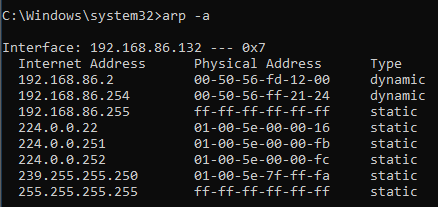 C:\Windows\system32>arp -a
Interface: 192.168.86.132 --- 0x7
Internet Address Physical Address Type
192.168.86.2 00-50-56-fd-12-00 dynamic
192.168.86.254 00-50-56-ff-21-24 dynamic
192.168.86.255 ff-ff-ff-ff-ff-ff static
224.0.0.22 01-00-5e-00-00-16 static
224.0.0.251 01-00-5e-00-00-fb static
224.0.0.252 01-00-5e-00-00-fc static
239.255.255.250 01-00-5e-7f-ff-fa static
255.255.255.255 ff-ff-ff-ff-ff-ff static